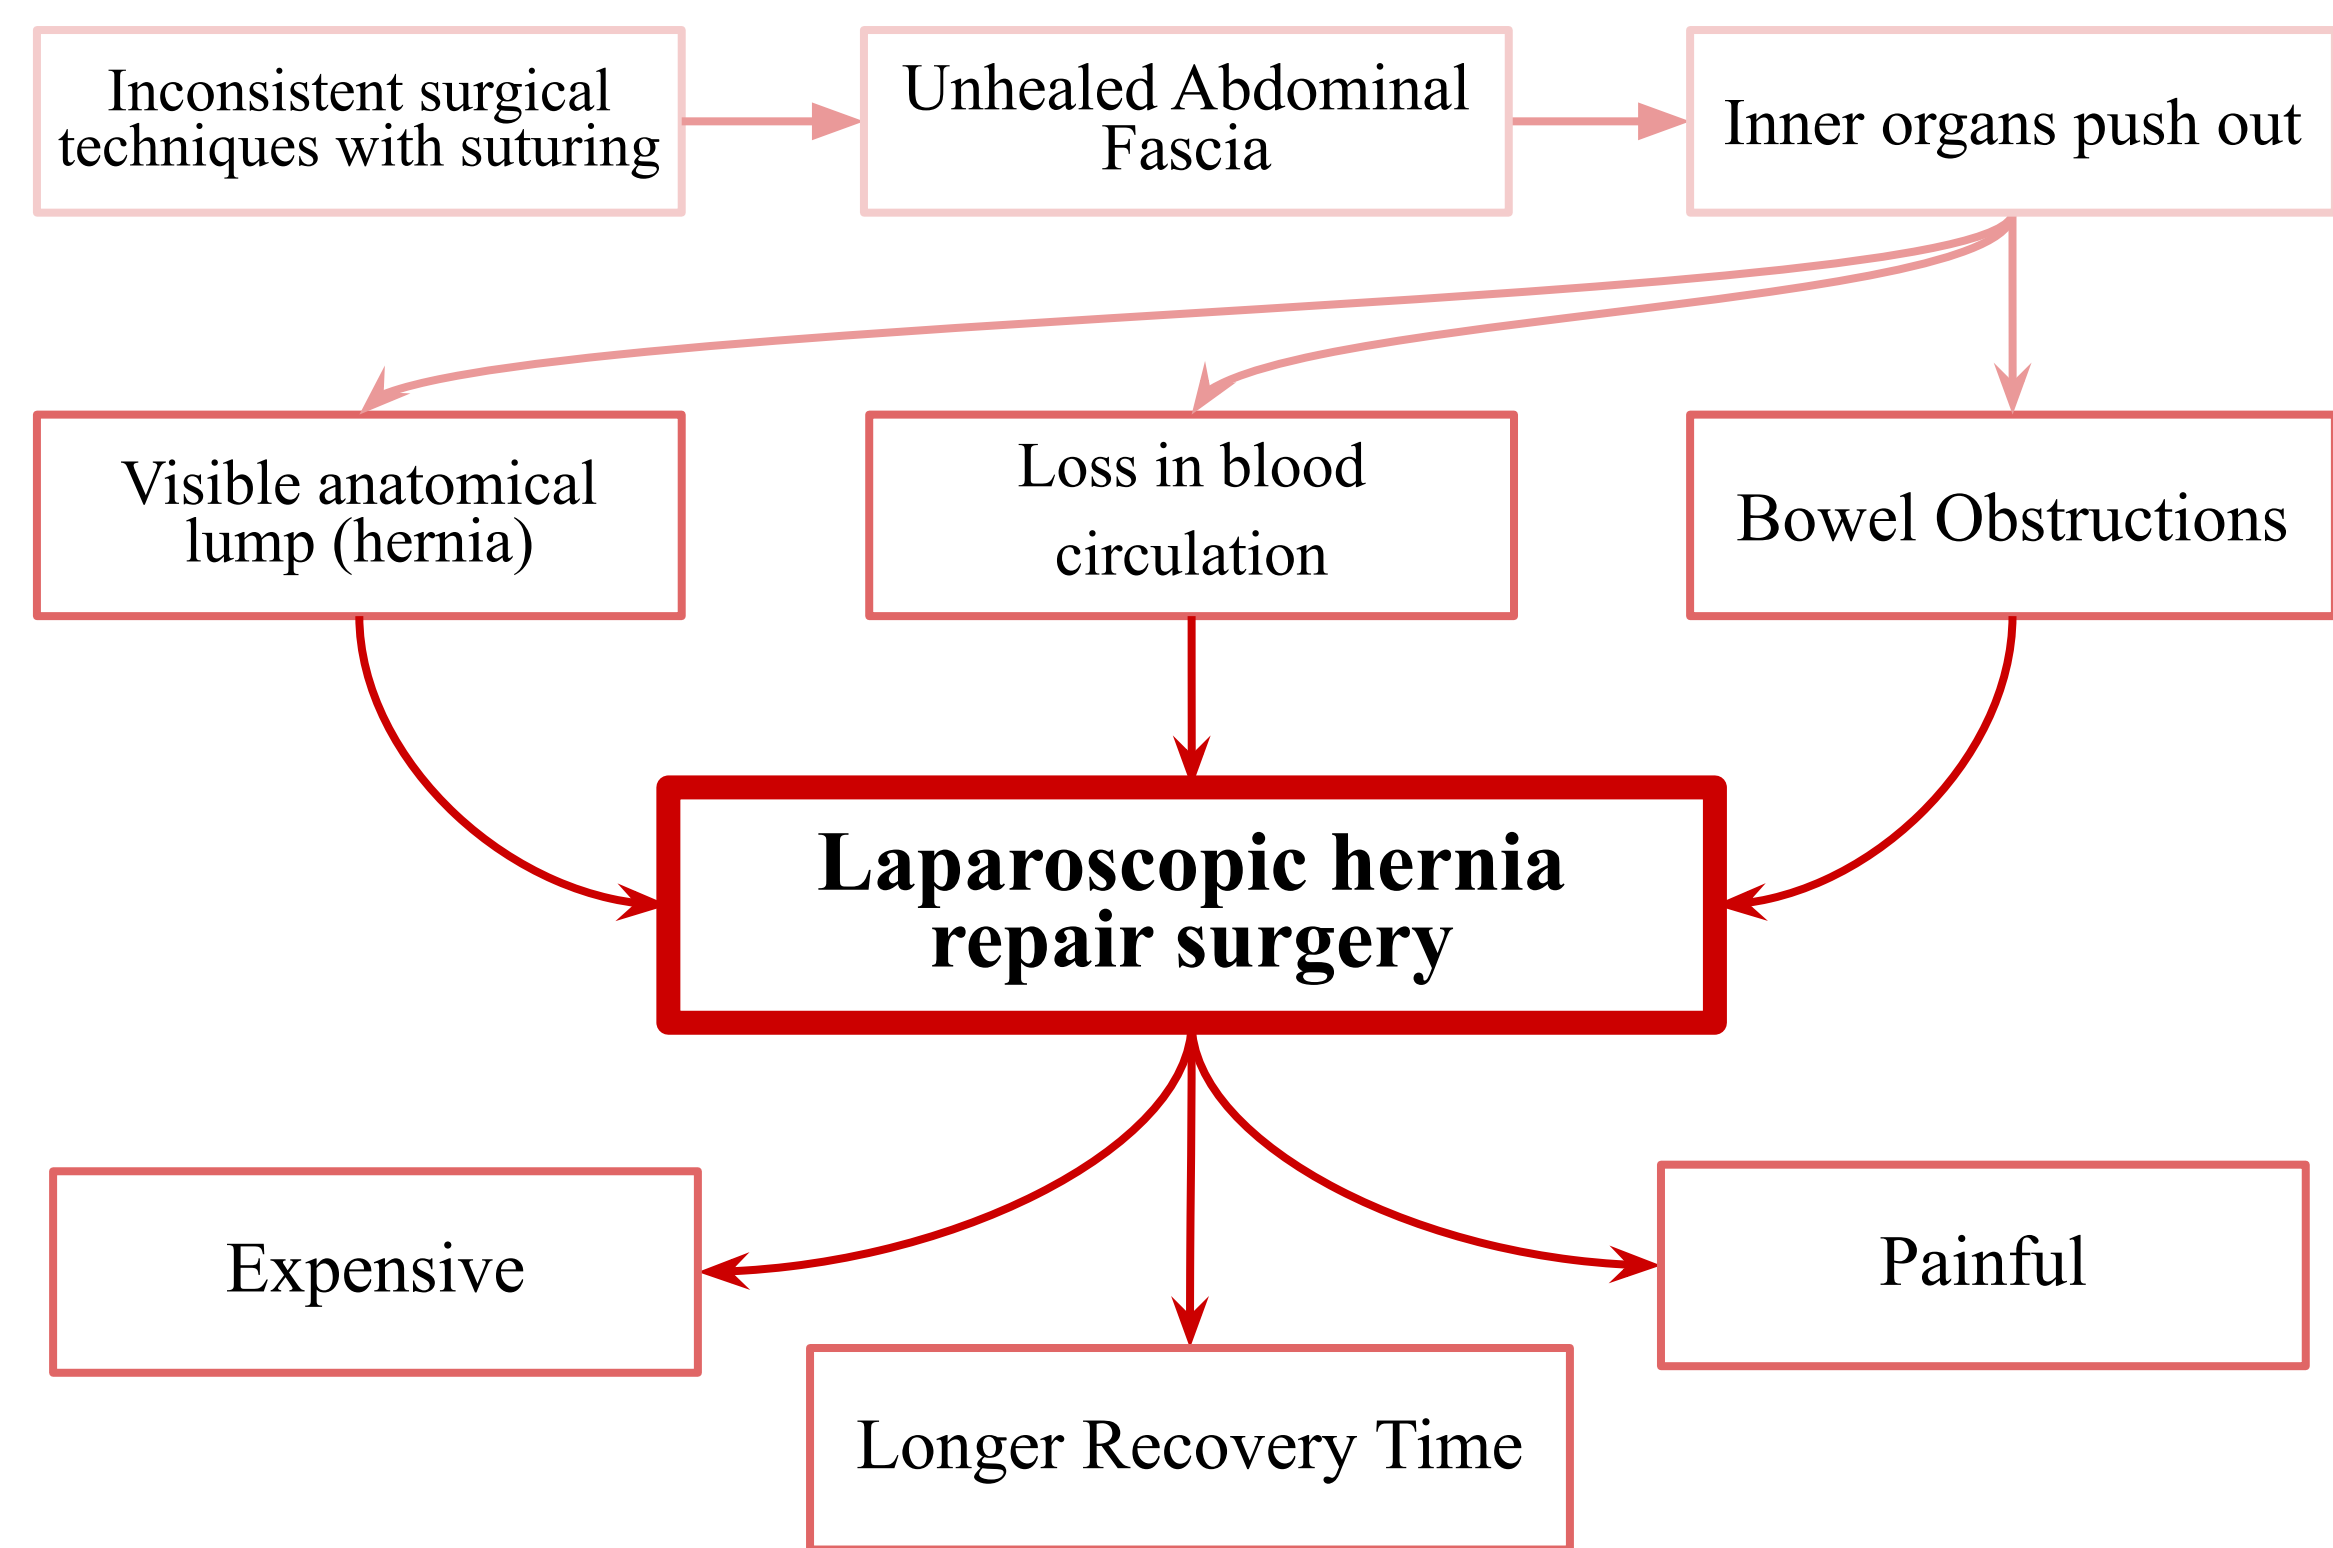 Inconsistent surgical
techniques with suturing
Unhealed Abdominal
Fascia
Inner organs push out
Visible anatomical
lump (hernia)
Loss in blood
circulation
Bowel Obstructions
Laparoscopic hernia
repair surgery
Expensive
Painful
Longer Recovery Time